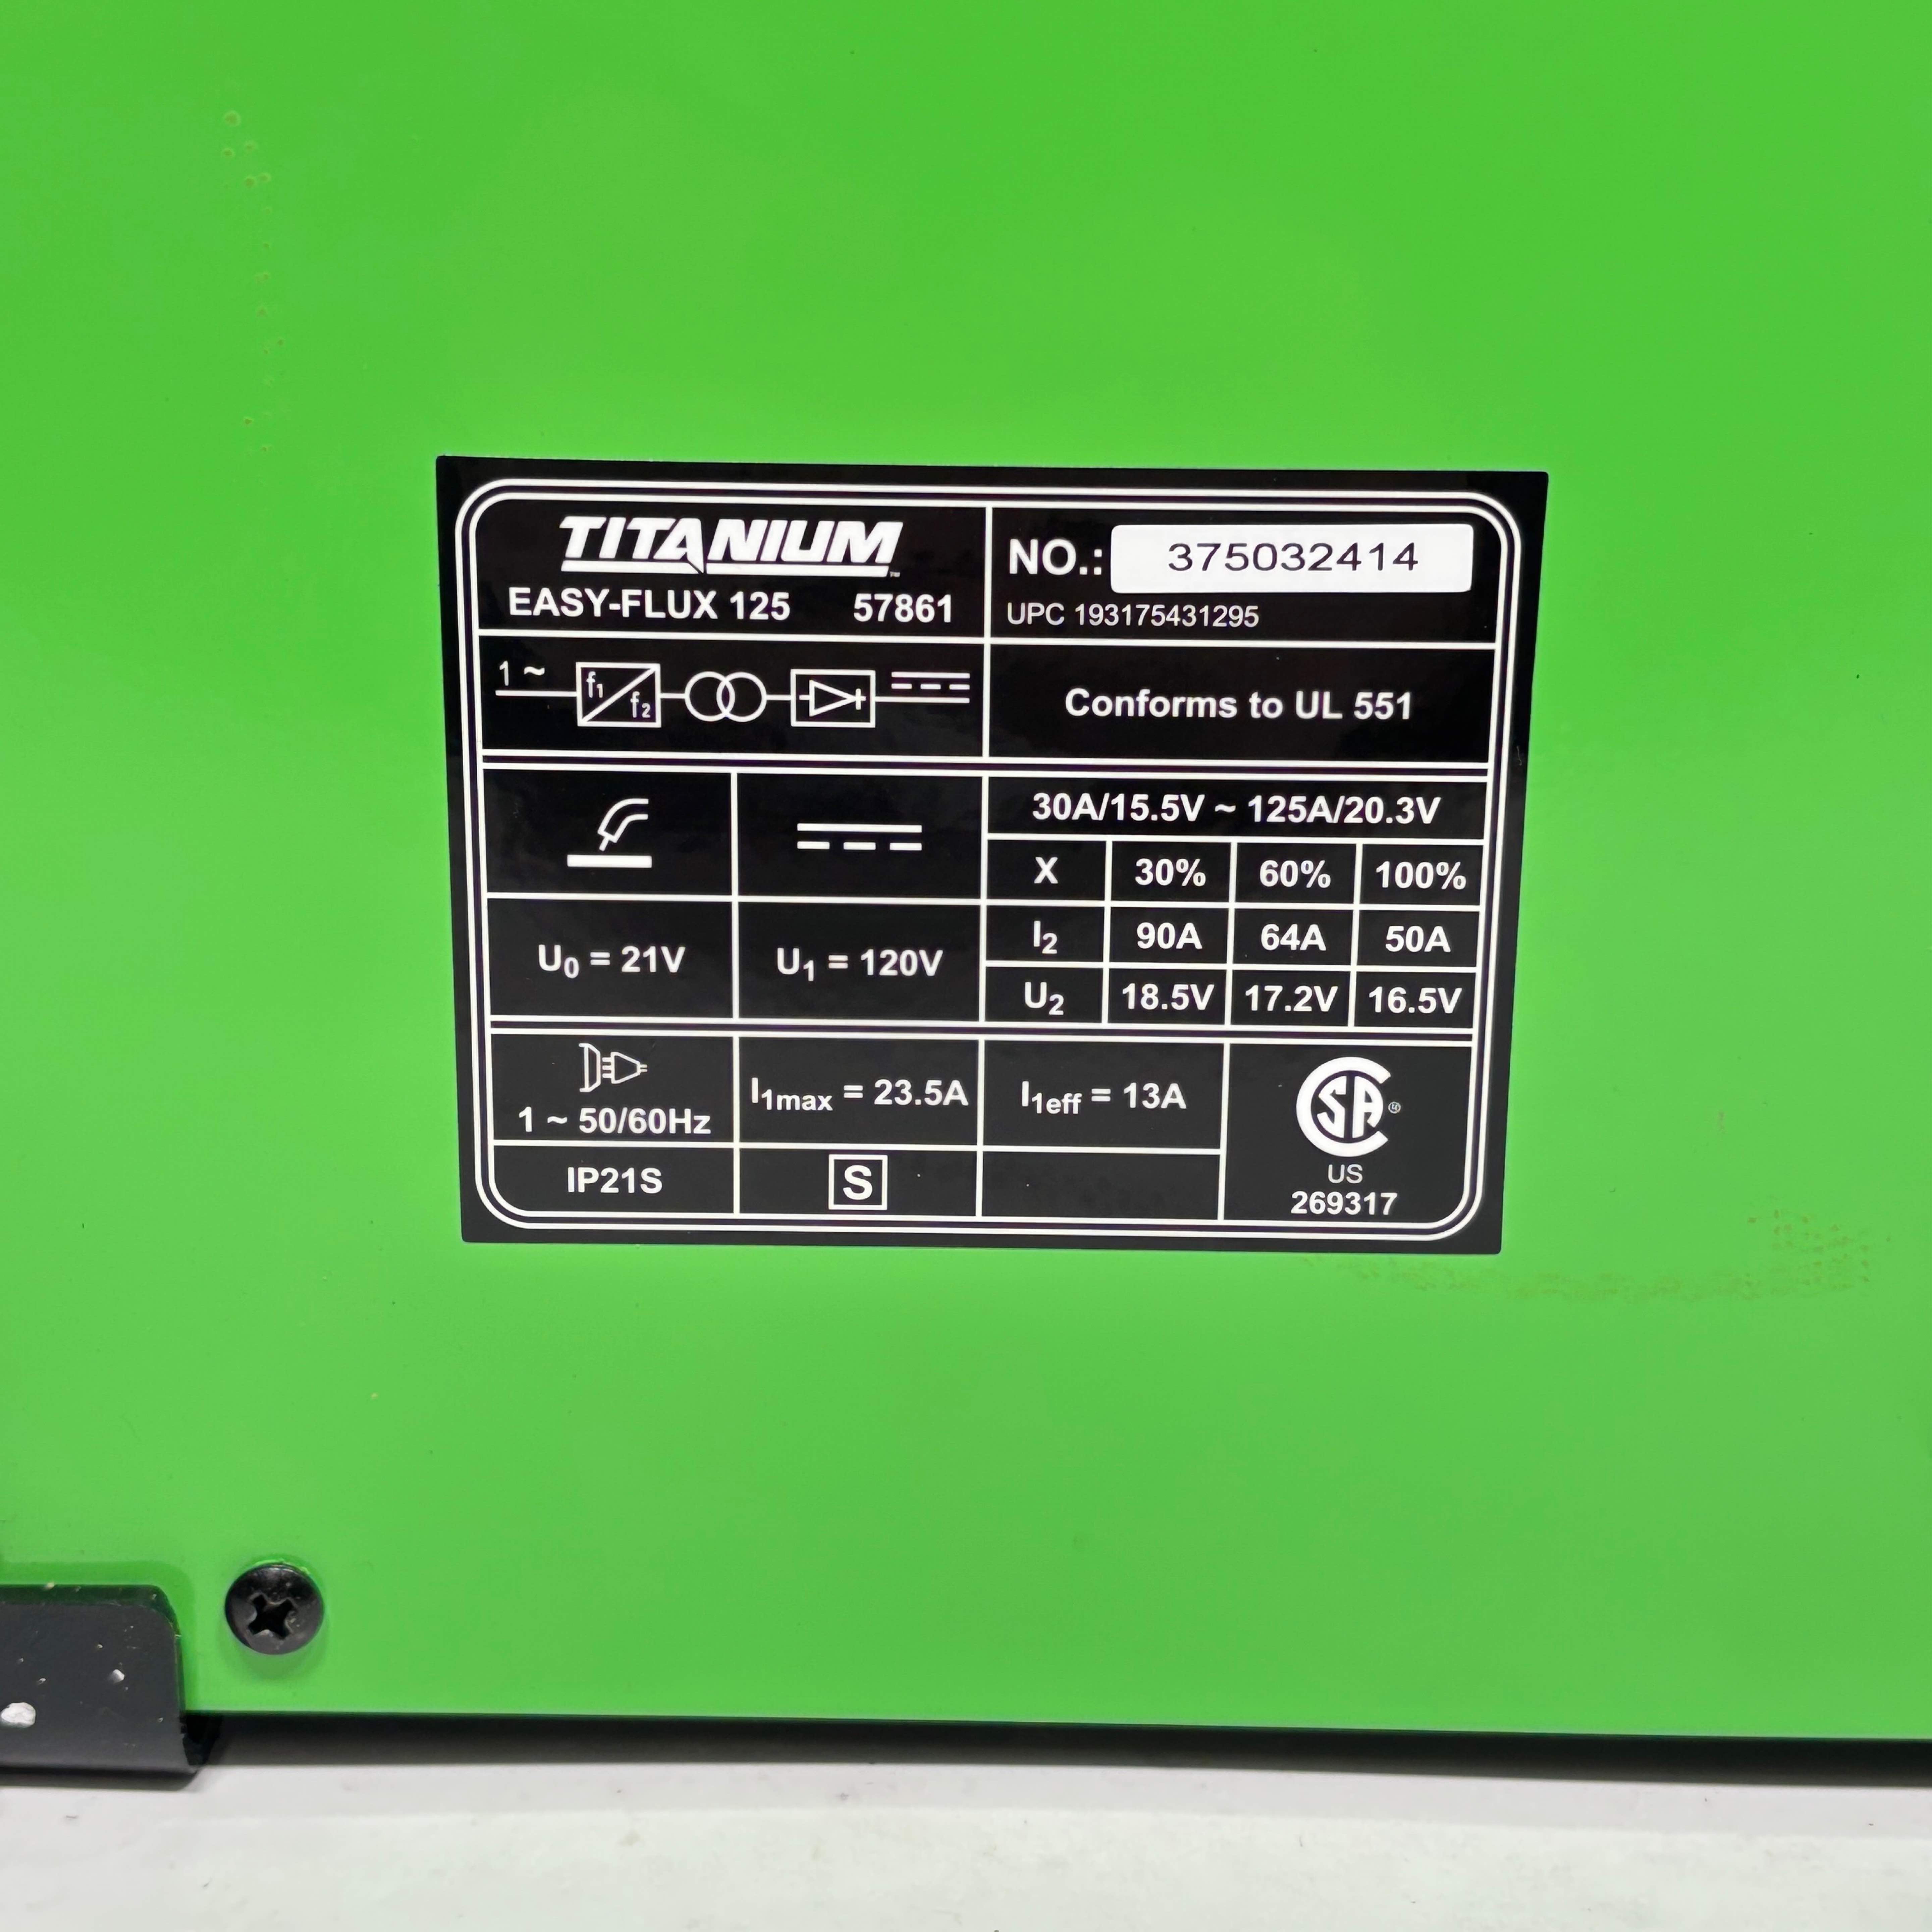 TITANIUM™
EASY-FLUX 125 57861
NO.: 375032414
UPC 193175431295
1 ~ f1 f2
Conforms to UL 551
30A/15.5V ~ 125A/20.3V
X 30% 60% 100%
I2 90A 64A 50A
U2 18.5V 17.2V 16.5V
U0 = 21V
U1 = 120V
1 ~ 50/60Hz
I1max = 23.5A
I1eff = 13A
IP21S
S
CSA®
US
269317